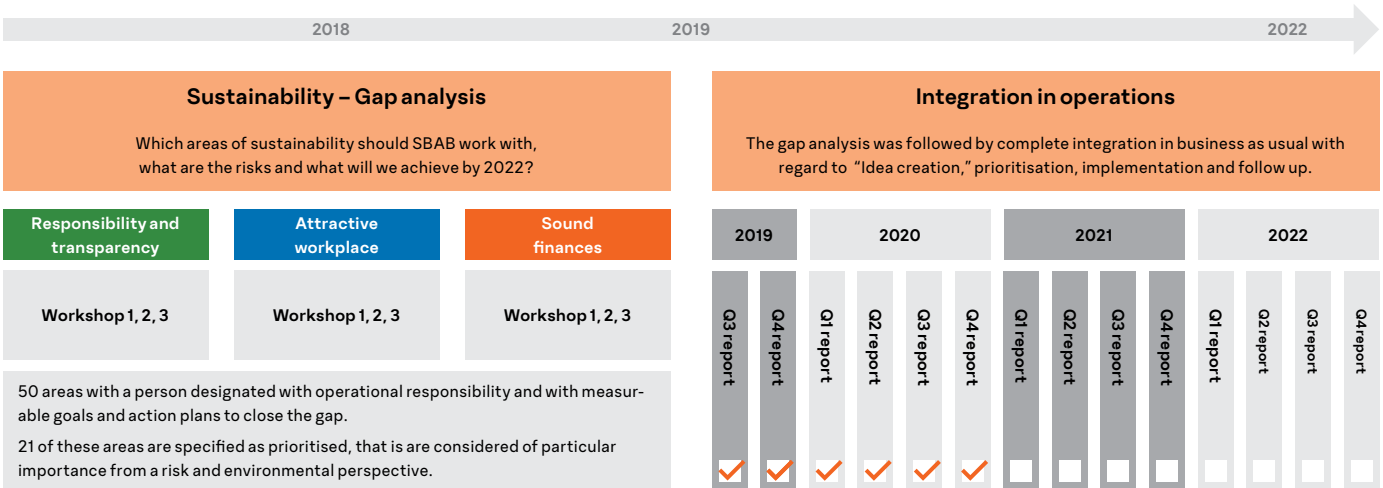 2018
2019
2022
Sustainability – Gap analysis
Which areas of sustainability should SBAB work with,
what are the risks and what will we achieve by 2022?
Responsibility and
transparency
Attractive
workplace
Sound
finances
Workshop 1, 2, 3
Workshop 1, 2, 3
Workshop 1, 2, 3
50 areas with a person designated with operational responsibility and with measur-
able goals and action plans to close the gap.
21 of these areas are specified as prioritised, that is are considered of particular
importance from a risk and environmental perspective.
Integration in operations
The gap analysis was followed by complete integration in business as usual with
regard to “Idea creation,” prioritisation, implementation and follow up.
2019
2020
2021
2022
Q3 report
Q4 report
Q1 report
Q2 report
Q3 report
Q4 report
Q1 report
Q2 report
Q3 report
Q4 report
Q1 report
Q2 report
Q3 report
Q4 report